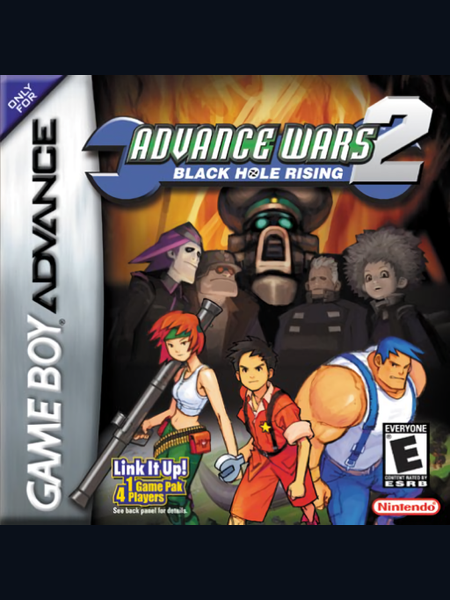 ONLY
FOR
GAME BOY ADVANCE
ADVANCE WARS 2
BLACK HOLE RISING
Link It Up!
1 Game Pak
4 Players
See back panel for details.
EVERYONE
E
CONTENT RATED BY
ESRB
Nintendo